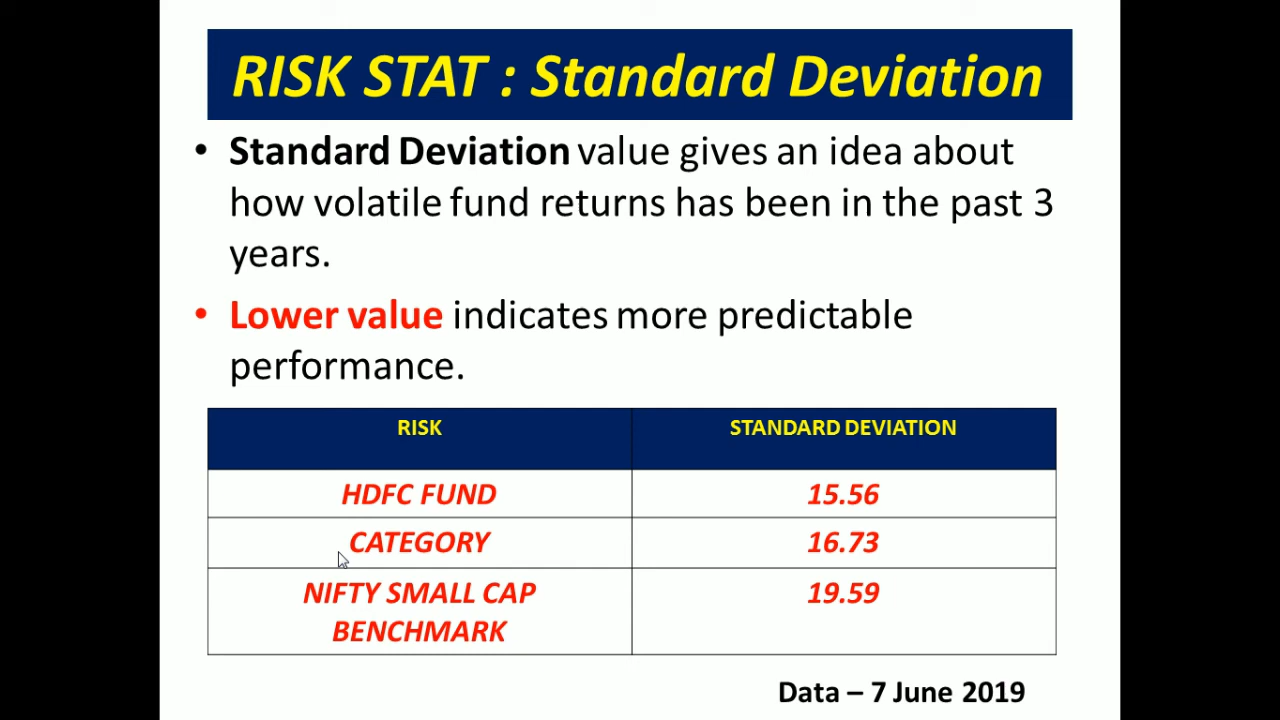 RISK STAT : Standard Deviation
• Standard Deviation value gives an idea about
how volatile fund returns has been in the past 3
years.
• Lower value indicates more predictable
performance.
RISK STANDARD DEVIATION
HDFC FUND 15.56
CATEGORY 16.73
NIFTY SMALL CAP 19.59
BENCHMARK
Data – 7 June 2019